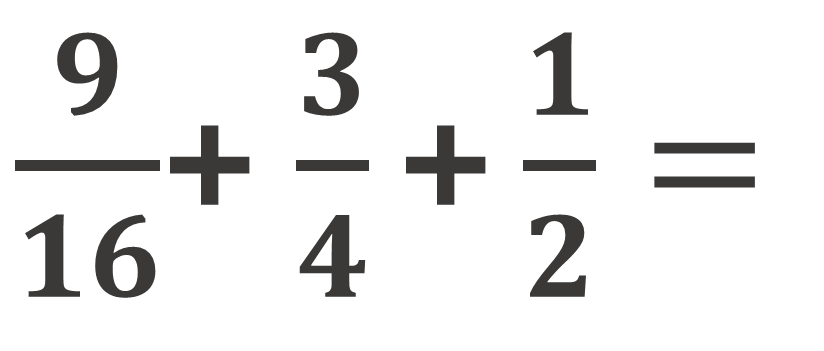 9/16 + 3/4 + 1/2 =